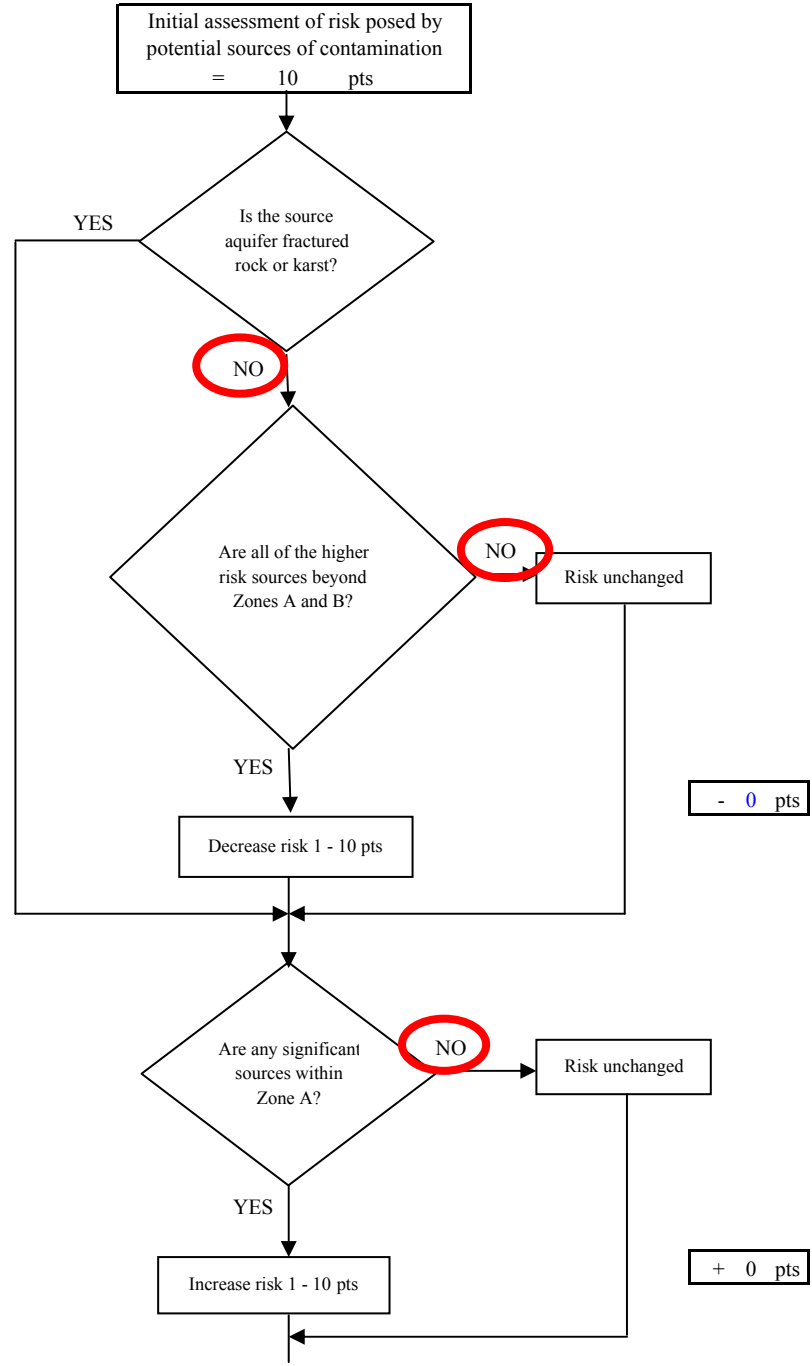 Initial assessment of risk posed by
potential sources of contamination
= 10 pts
YES
Is the source
aquifer fractured
rock or karst?
NO
Are all of the higher
risk sources beyond
Zones A and B?
NO
Risk unchanged
YES
- 0 pts
Decrease risk 1 - 10 pts
Are any significant
sources within
Zone A?
NO
Risk unchanged
YES
+ 0 pts
Increase risk 1 - 10 pts